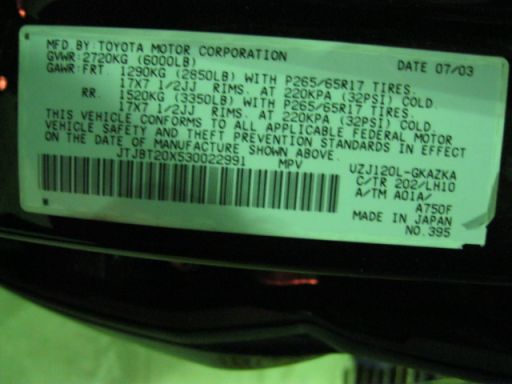 MFD BY: TOYOTA MOTOR CORPORATION DATE 07/03
GVWR: 2720KG (6000LB)
GAWR: FRT. 1290KG (2850LB) WITH P265/65R17 TIRES.
17X7 1/2JJ RIMS. AT 220KPA (32PSI) COLD.
RR. 1520KG (3350LB) WITH P265/65R17 TIRES.
17X7 1/2JJ RIMS. AT 220KPA (32PSI) COLD.
THIS VEHICLE CONFORMS TO ALL APPLICABLE FEDERAL MOTOR
VEHICLE SAFETY AND THEFT PREVENTION STANDARDS IN EFFECT
ON THE DATE OF MANUFACTURE SHOWN ABOVE.
JTJBT20X530022991 MPV
UZJ120L-GKAZKA
C/TR 202/LH10
A/TM A01A/
A750F
MADE IN JAPAN
NO. 395